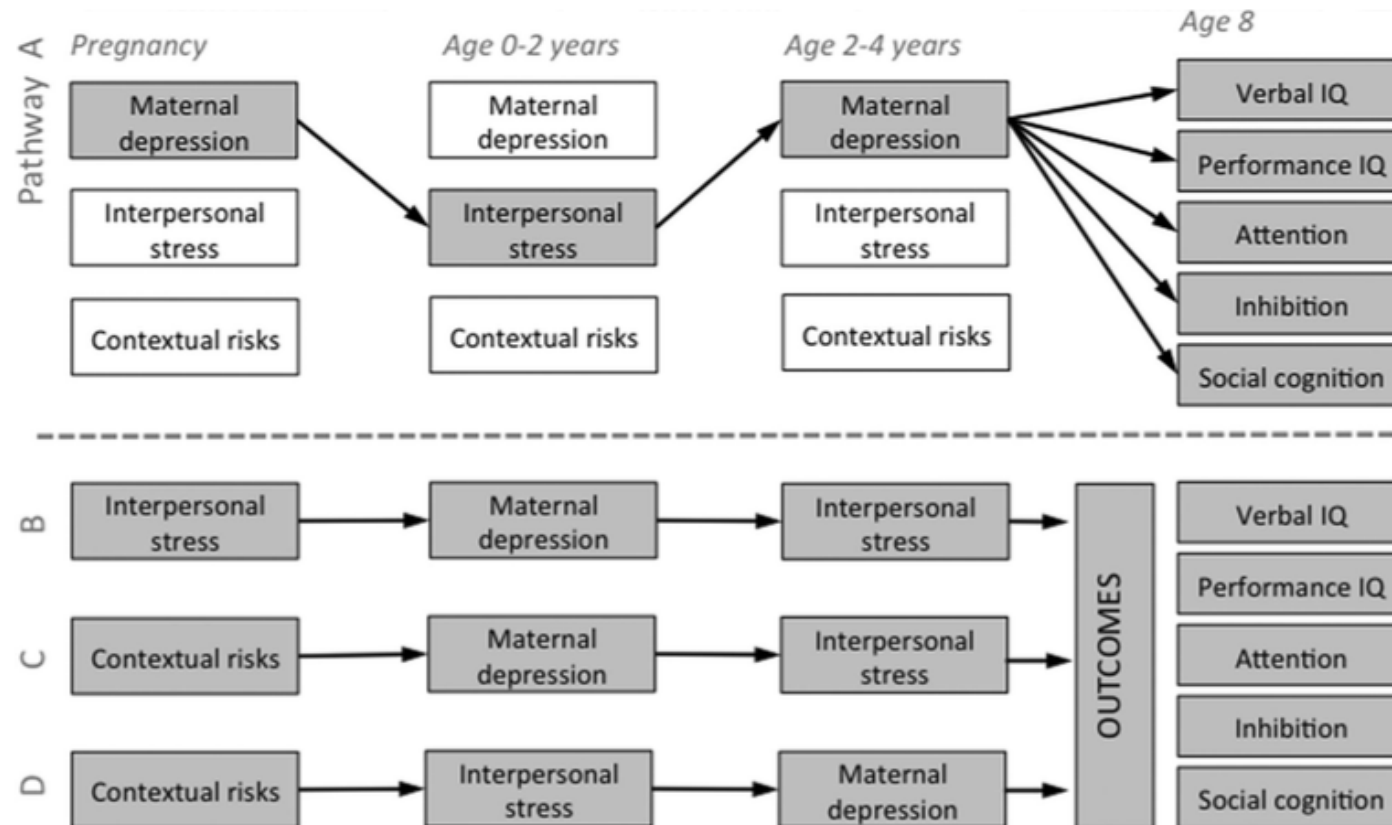 Pathway A
Pregnancy
Age 0-2 years
Age 2-4 years
Age 8
Maternal
depression
Maternal
depression
Maternal
depression
Verbal IQ
Performance IQ
Interpersonal
stress
Interpersonal
stress
Interpersonal
stress
Attention
Inhibition
Contextual risks
Contextual risks
Contextual risks
Social cognition
B
Interpersonal
stress
Maternal
depression
Interpersonal
stress
C
Contextual risks
Maternal
depression
Interpersonal
stress
D
Contextual risks
Interpersonal
stress
Maternal
depression
OUTCOMES
Verbal IQ
Performance IQ
Attention
Inhibition
Social cognition